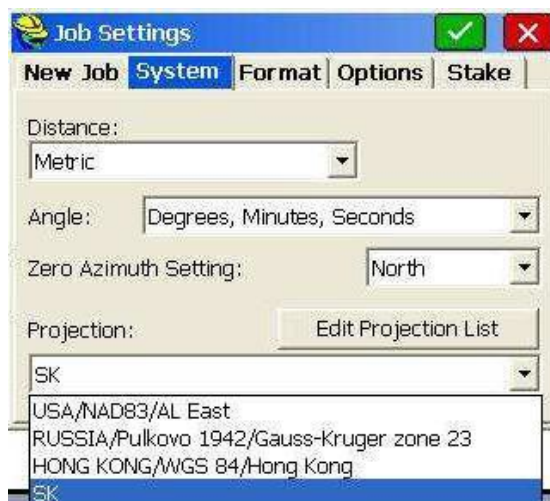 Job Settings
New Job System Format Options Stake
Distance:
Metric
Angle: Degrees, Minutes, Seconds
Zero Azimuth Setting: North
Projection: Edit Projection List
SK
USA/NAD83/AL East
RUSSIA/Pulkovo 1942/Gauss-Kruger zone 23
HONG KONG/WGS 84/Hong Kong
SK